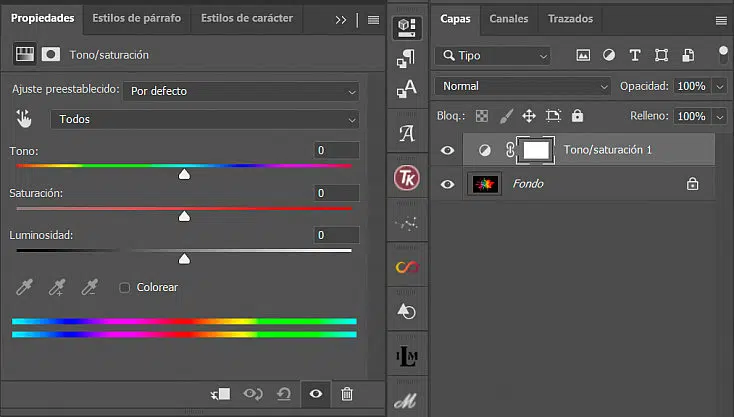 Propiedades
Estilos de párrafo
Estilos de carácter
Tono/saturación
Ajuste preestablecido:
Por defecto
Todos
Tono:
0
Saturación:
0
Luminosidad:
0
Colorear
A
A
TK
ILM
M
Capas
Canales
Trazados
Tipo
T
Normal
Opacidad:
100%
Bloq.:
Relleno:
100%
Tono/saturación 1
Fondo